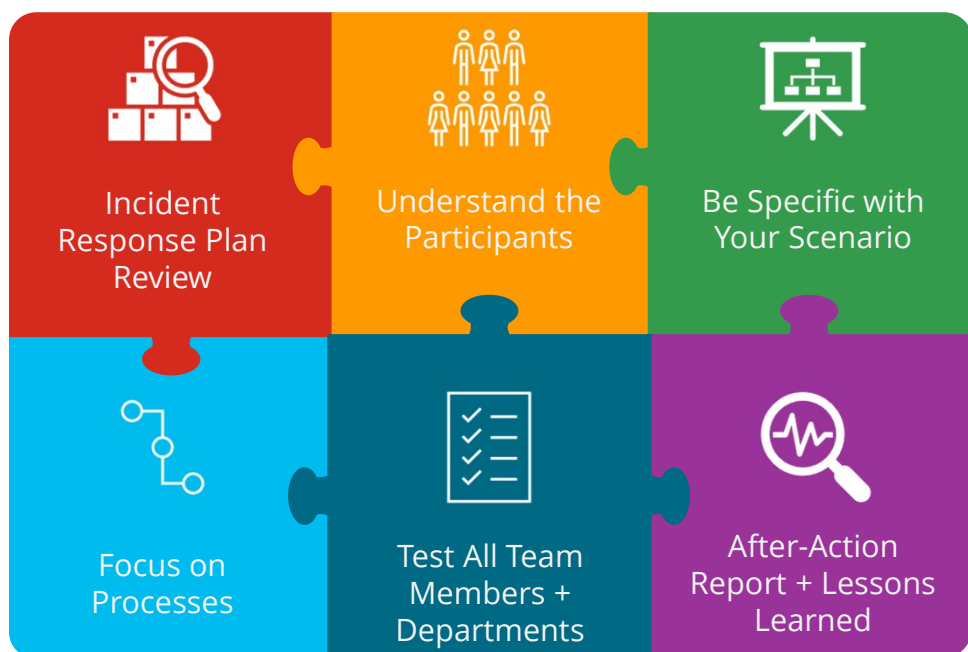 Incident
Response Plan
Review
Understand the
Participants
Be Specific with
Your Scenario
Focus on
Processes
Test All Team
Members +
Departments
After-Action
Report + Lessons
Learned